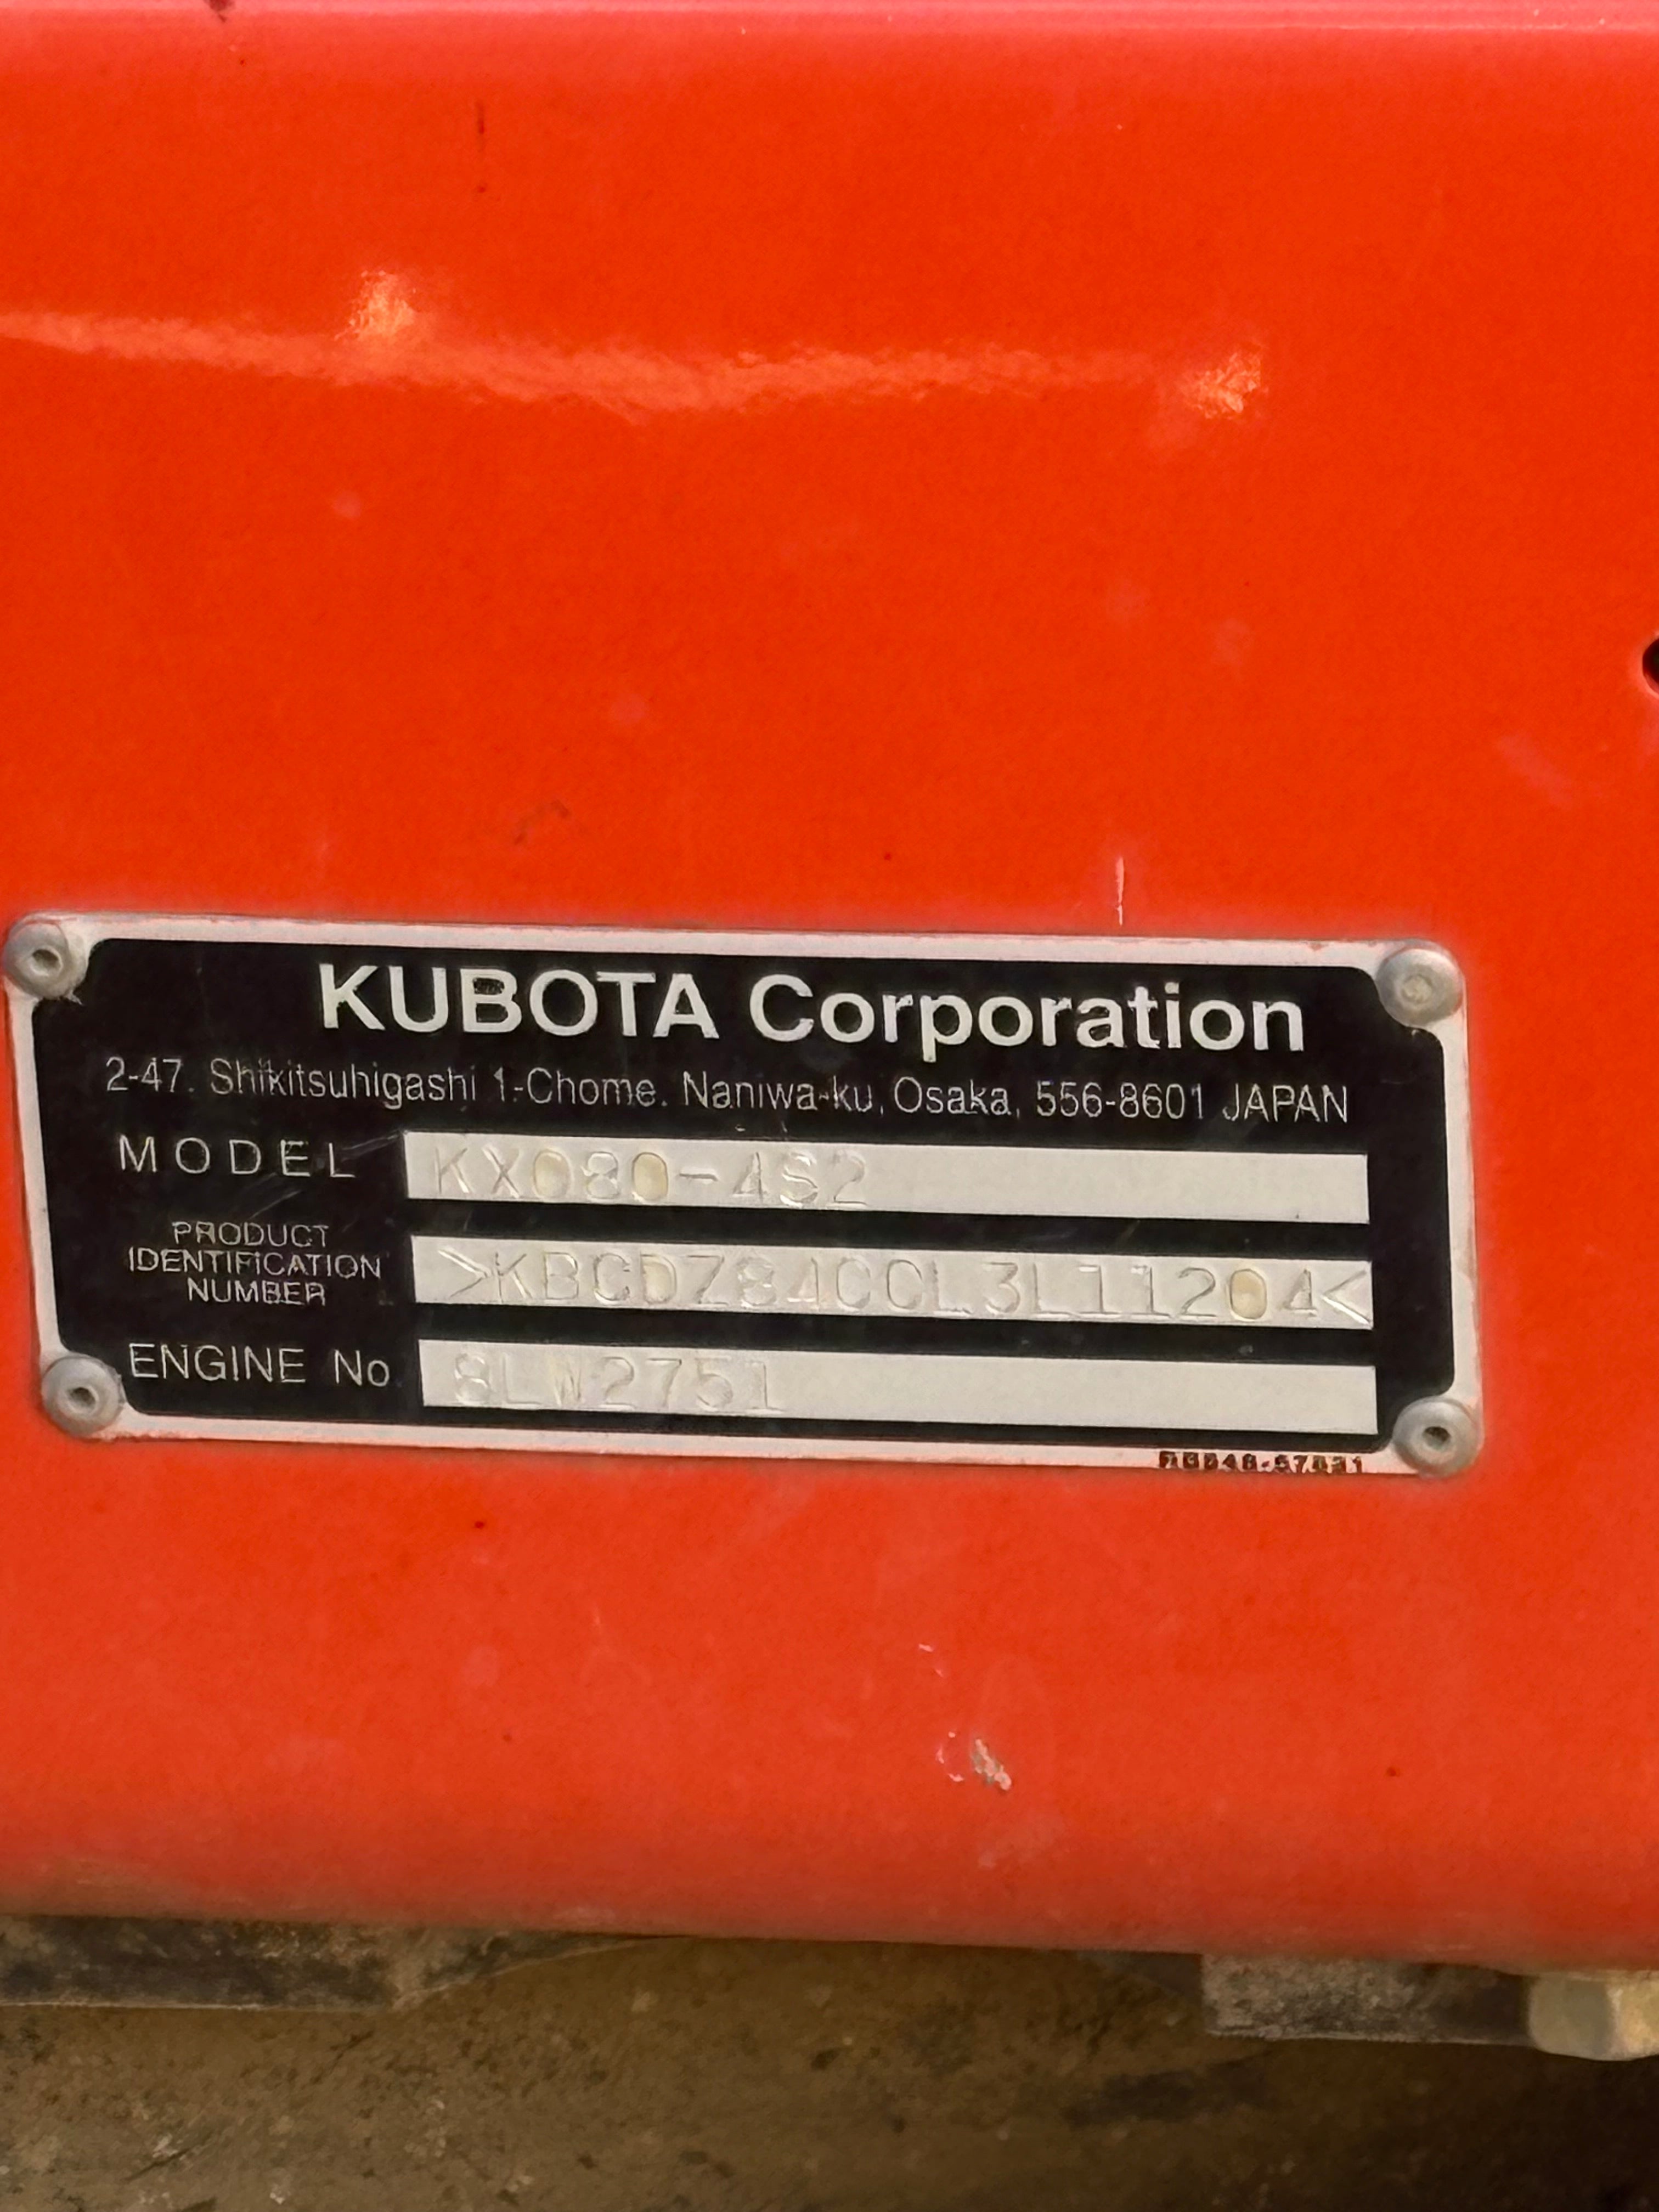 KUBOTA Corporation
2-47. Shikitsuhigashi 1-Chome. Naniwa-ku, Osaka, 556-8601 JAPAN
MODEL KX080-4S2
PRODUCT
IDENTIFICATION
NUMBER
>KBCDZ84CCL3L11204<
ENGINE No 8LW2751